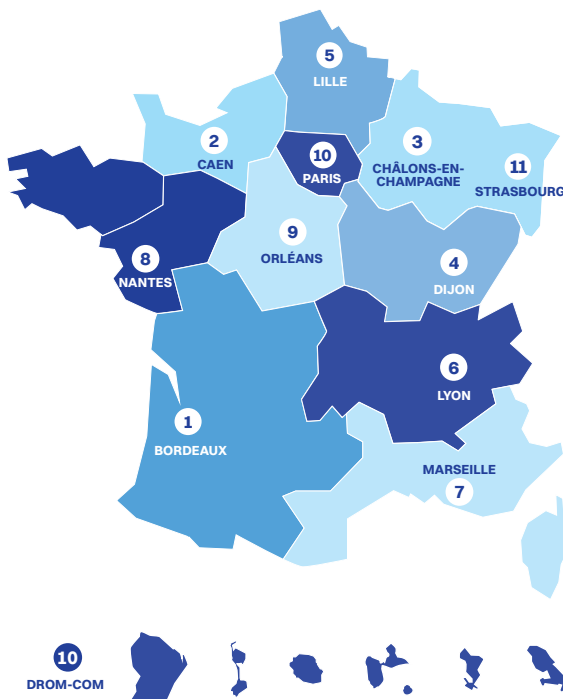 5
LILLE
2
CAEN
10
PARIS
3
CHÂLONS-EN-
CHAMPAGNE
11
STRASBOURG
9
ORLÉANS
8
NANTES
4
DIJON
6
LYON
1
BORDEAUX
MARSEILLE
7
10
DROM-COM